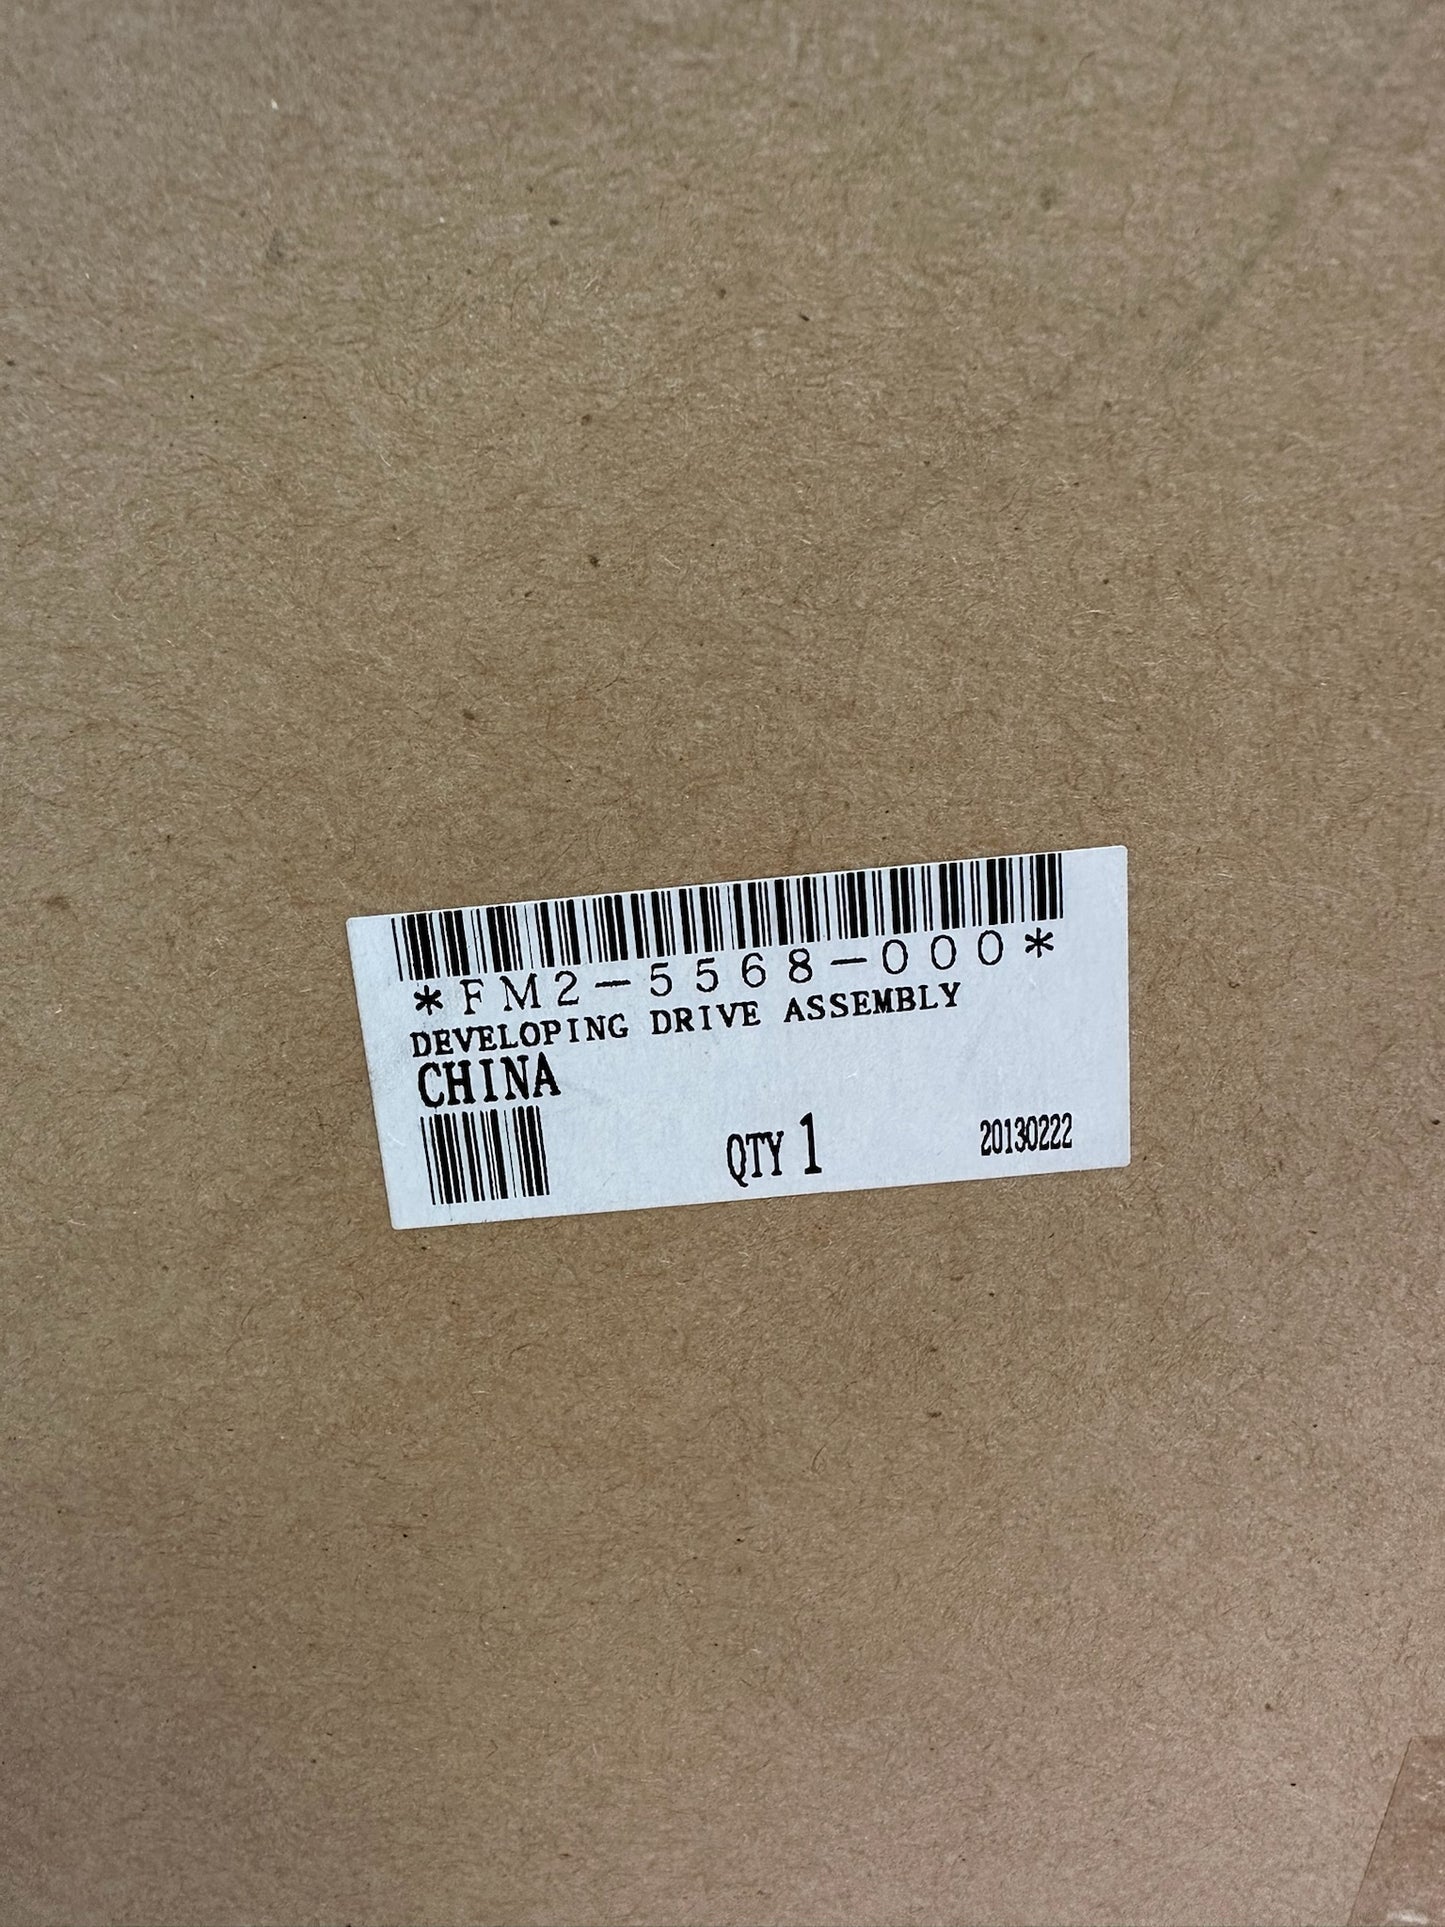 *FM2-5568-000*
DEVELOPING DRIVE ASSEMBLY
CHINA
QTY 1 20130222